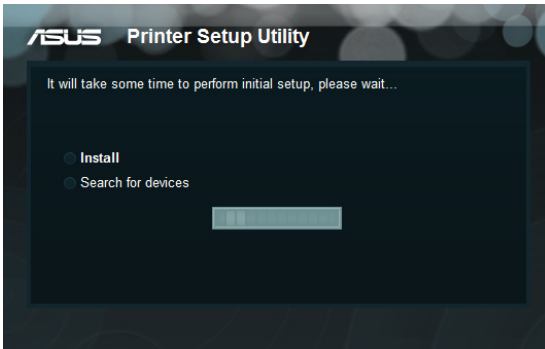 ASUS Printer Setup Utility
It will take some time to perform initial setup, please wait...
Install
Search for devices